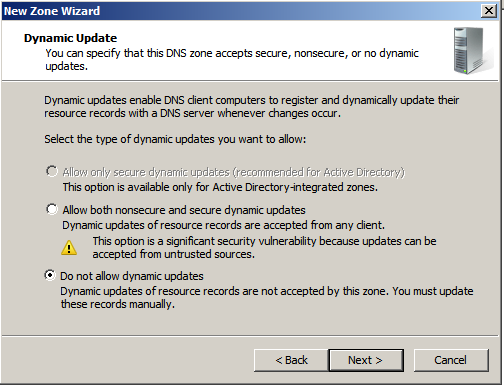 New Zone Wizard
Dynamic Update
You can specify that this DNS zone accepts secure, nonsecure, or no dynamic
updates.
Dynamic updates enable DNS client computers to register and dynamically update their
resource records with a DNS server whenever changes occur.
Select the type of dynamic updates you want to allow:
Allow only secure dynamic updates (recommended for Active Directory)
This option is available only for Active Directory-integrated zones.
Allow both nonsecure and secure dynamic updates
Dynamic updates of resource records are accepted from any client.
This option is a significant security vulnerability because updates can be
accepted from untrusted sources.
Do not allow dynamic updates
Dynamic updates of resource records are not accepted by this zone. You must update
these records manually.
< Back Next > Cancel